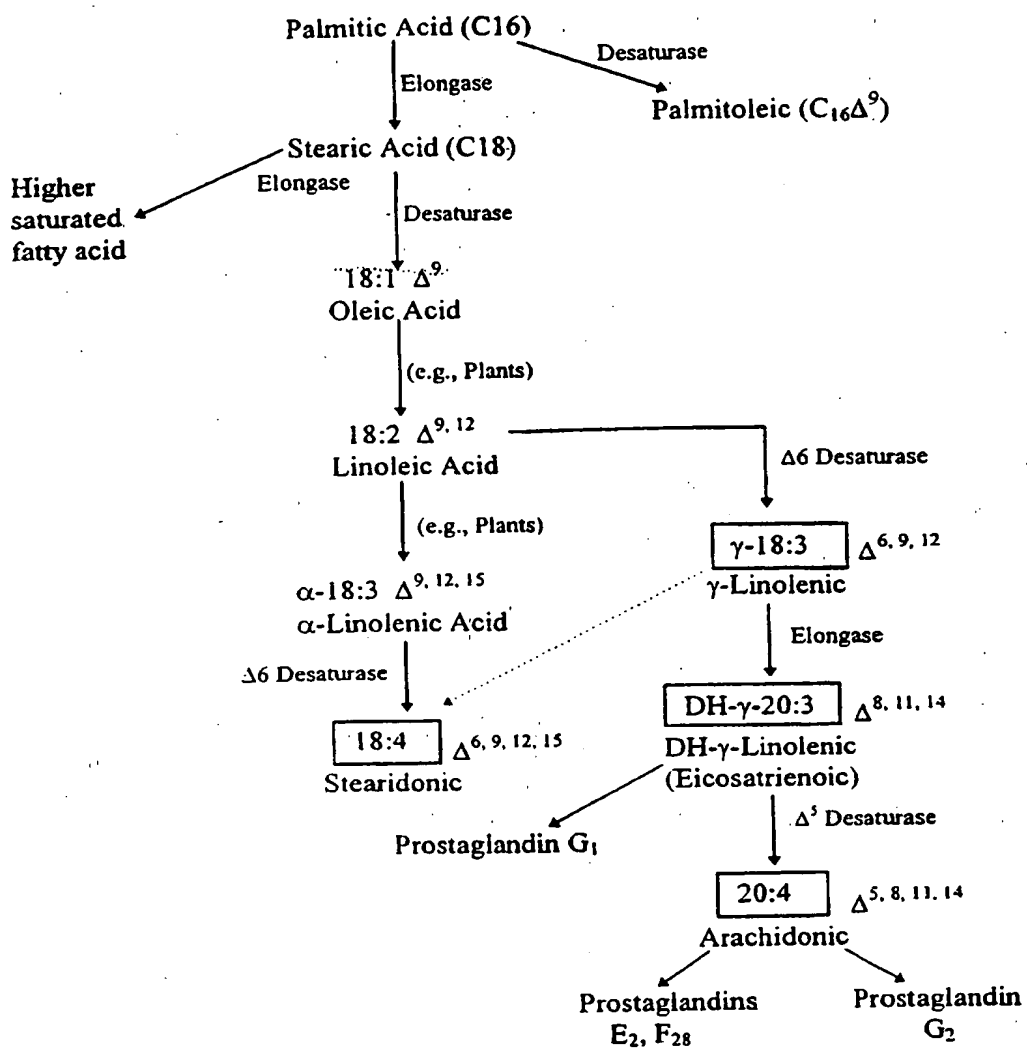 Palmitic Acid (C16)
Desaturase
Elongase
Palmitoleic (C₁₆Δ⁹)
Stearic Acid (C18)
Elongase
Higher
saturated
fatty acid
Desaturase
18:1 Δ⁹
Oleic Acid
(e.g., Plants)
18:2 Δ⁹, ¹²
Linoleic Acid
Δ6 Desaturase
(e.g., Plants)
γ-18:3 Δ⁶, ⁹, ¹²
γ-Linolenic
α-18:3 Δ⁹, ¹², ¹⁵
α-Linolenic Acid
Elongase
Δ6 Desaturase
DH-γ-20:3 Δ⁸, ¹¹, ¹⁴
DH-γ-Linolenic
(Eicosatrienoic)
18:4 Δ⁶, ⁹, ¹², ¹⁵
Stearidonic
Δ⁵ Desaturase
Prostaglandin G₁
20:4 Δ⁵, ⁸, ¹¹, ¹⁴
Arachidonic
Prostaglandins
E₂, F₂₈
Prostaglandin
G₂